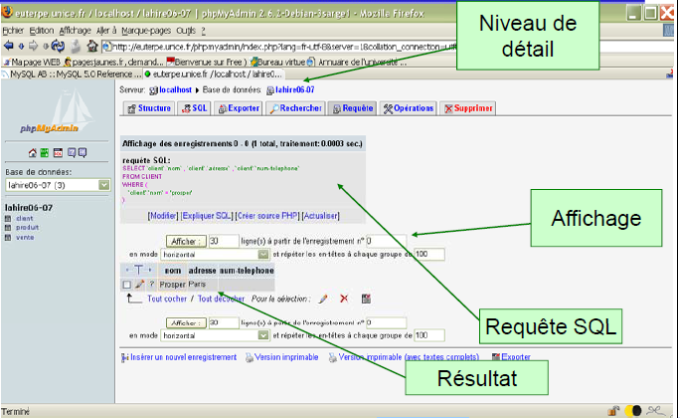 euterpe.unice.fr / localhost / lahire06-07 | phpMyAdmin 2.6.2-Debian-3sarge1 - Mozilla Firefox
Niveau de
détail
Fichier Edition Affichage Aller à Marque-pages Outils ?
http://euterpe.unice.fr/phpmyadmin/index.php?lang=fr-utf-8&server=1&collation_connection=u
Ma page WEB pagesjaunes.fr, demand... Bienvenue sur Free ) Bureau virtuel Annuaire de l'université ...
MySQL AB :: MySQL 5.0 Reference ... euterpe.unice.fr / localhost / lahire0...
Serveur: localhost ▸ Base de données: lahire06-07
Structure SQL Exporter Rechercher Requête Opérations Supprimer
phpMyAdmin
Affichage des enregistrements 0 - 0 (1 total, traitement: 0.0003 sec.)
requête SQL:
SELECT `client`.`nom` , `client`.`adresse` , `client`.`num-telephone`
FROM CLIENT
WHERE (
`client`.`nom` = 'prosper'
)
[Modifier] [Expliquer SQL] [Créer source PHP] [Actualiser]
Base de données:
lahire06-07 (3)
lahire06-07
client
produit
vente
Affichage
Afficher : 30 ligne(s) à partir de l'enregistrement n° 0
en mode horizontal et répéter les en-têtes à chaque groupe de 100
nom adresse num-telephone
Prosper Paris
Tout cocher / Tout décocher Pour la sélection :
Afficher : 30 ligne(s) à partir de l'enregistrement n° 0
en mode horizontal et répéter les en-têtes à chaque groupe de 100
Requête SQL
Insérer un nouvel enregistrement Version imprimable Version imprimable (avec textes complets) Exporter
Résultat
Terminé